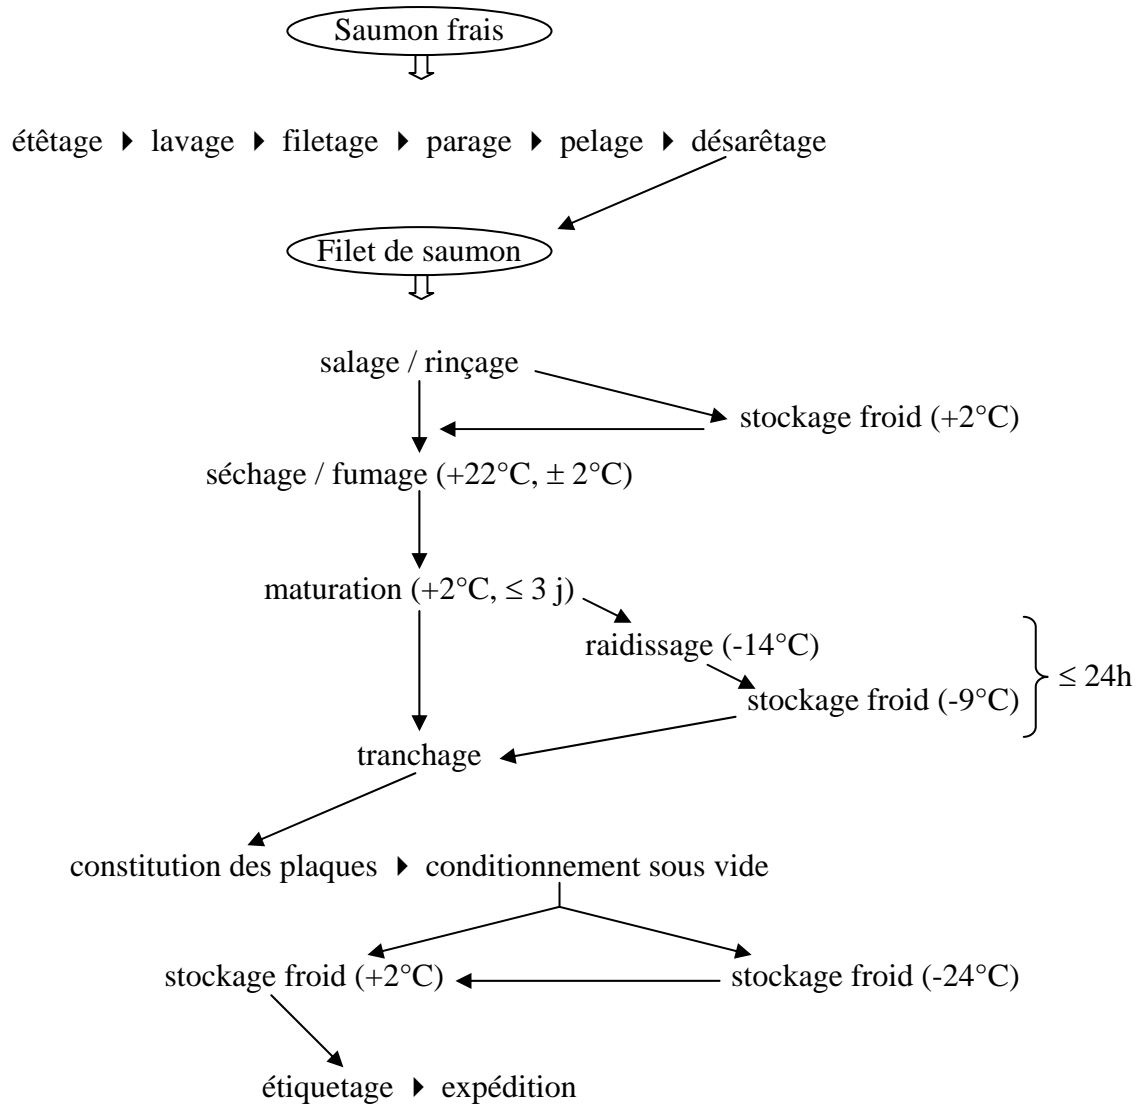 Saumon frais
étêtage ▶ lavage ▶ filetage ▶ parage ▶ pelage ▶ désarêtage
Filet de saumon
salage / rinçage
stockage froid (+2°C)
séchage / fumage (+22°C, ± 2°C)
maturation (+2°C, ≤ 3 j)
raidissage (-14°C)
≤ 24h
stockage froid (-9°C)
tranchage
constitution des plaques ▶ conditionnement sous vide
stockage froid (+2°C)
stockage froid (-24°C)
étiquetage ▶ expédition